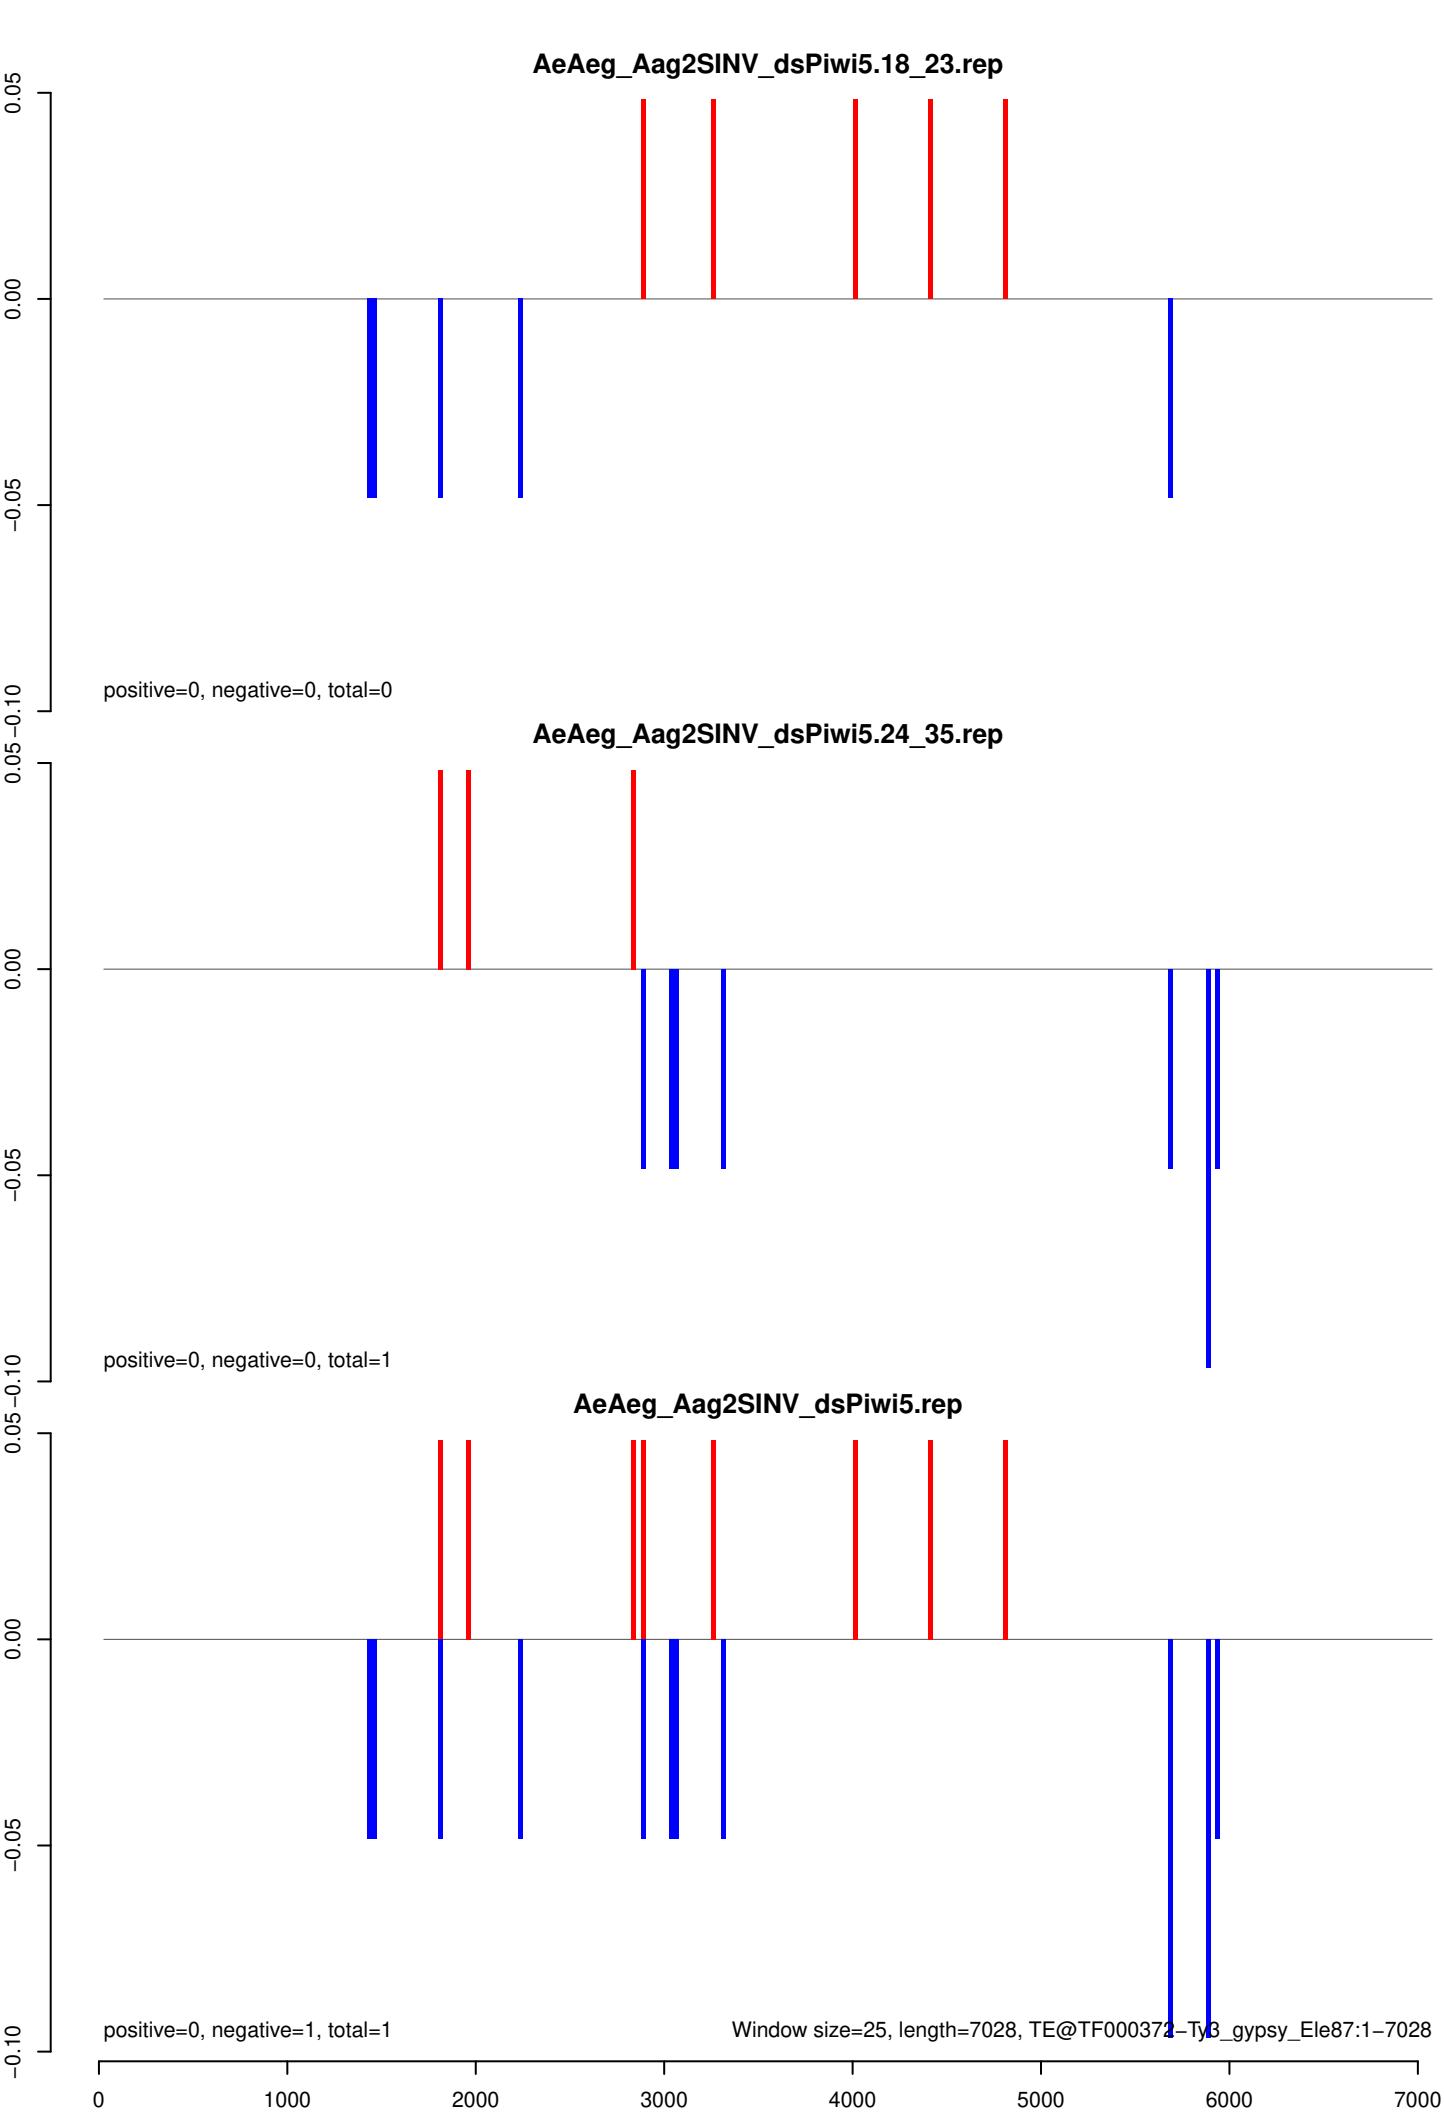 AeAeg_Aag2SINV_dsPiwi5.18_23.rep
0.05
0.00
−0.05
−0.10
positive=0, negative=0, total=0
AeAeg_Aag2SINV_dsPiwi5.24_35.rep
0.05
0.00
−0.05
−0.10
positive=0, negative=0, total=1
AeAeg_Aag2SINV_dsPiwi5.rep
0.05
0.00
−0.05
−0.10
positive=0, negative=1, total=1
Window size=25, length=7028, TE@TF000372−Ty3_gypsy_Ele87:1−7028
0 1000 2000 3000 4000 5000 6000 7000